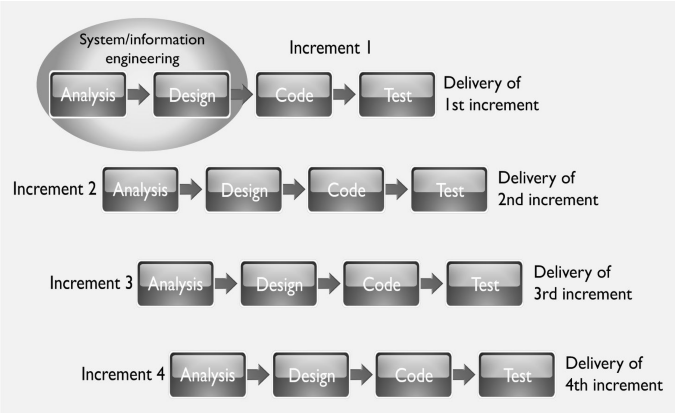 System/information
engineering
Increment 1
Analysis
Design
Code
Test
Delivery of
1st increment
Increment 2
Analysis
Design
Code
Test
Delivery of
2nd increment
Increment 3
Analysis
Design
Code
Test
Delivery of
3rd increment
Increment 4
Analysis
Design
Code
Test
Delivery of
4th increment